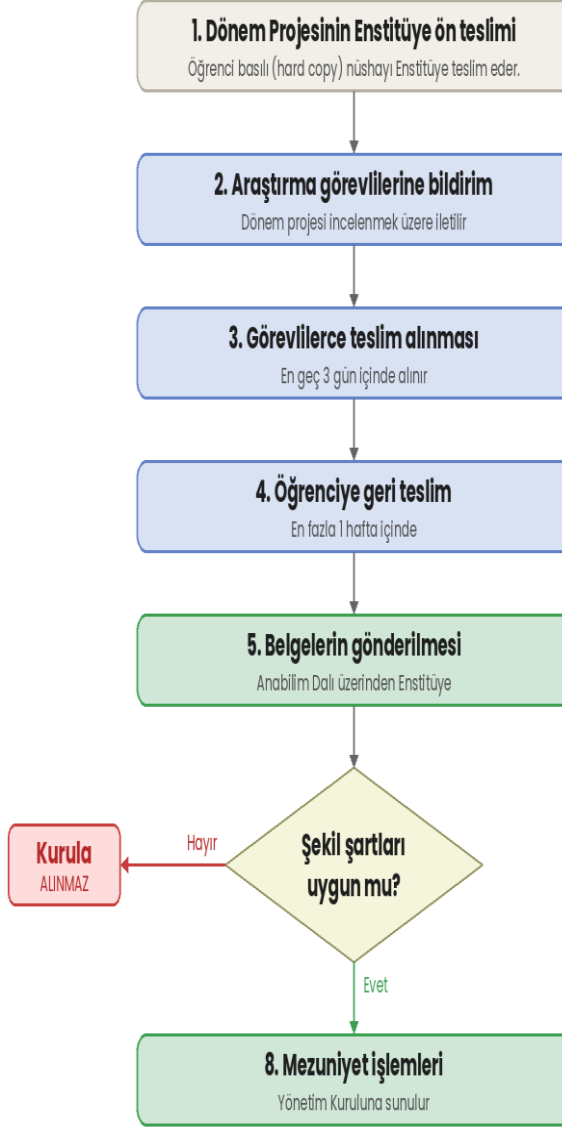 1. Dönem Projesinin Enstitüye ön teslimi
Öğrenci basılı (hard copy) nüshayı Enstitüye teslim eder.
2. Araştırma görevlilerine bildirim
Dönem projesi incelenmek üzere iletilir
3. Görevlilerce teslim alınması
En geç 3 gün içinde alınır
4. Öğrenciye geri teslim
En fazla 1 hafta içinde
5. Belgelerin gönderilmesi
Anabilim Dalı üzerinden Enstitüye
Şekil şartları
uygun mu?
Hayır
Kurula
ALINMAZ
Evet
8. Mezuniyet işlemleri
Yönetim Kuruluna sunulur